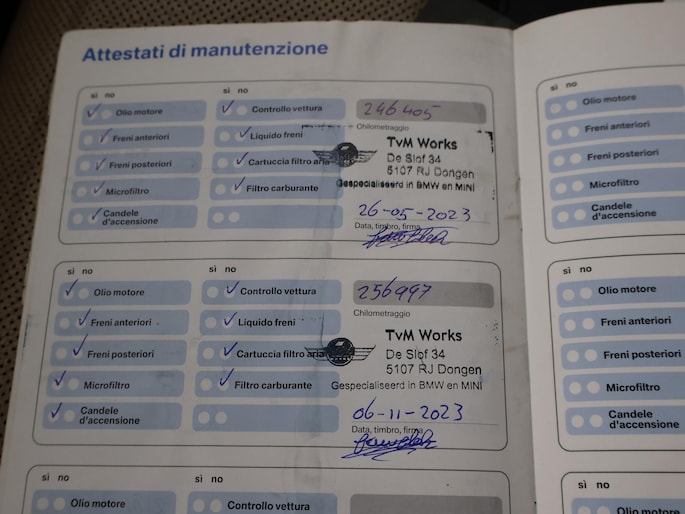 Attestati di manutenzione
sì no
Olio motore
Freni anteriori
Freni posteriori
Microfiltro
Candele
d'accensione
Controllo vettura
Liquido freni
Cartuccia filtro aria
Filtro carburante
246405
Chilometraggio
TvM Works
De Slof 34
5107 RJ Dongen
Gespecialiseerd in BMW en MINI
26-05-2023
Data, timbro, firma
sì no
Olio motore
Freni anteriori
Freni posteriori
Microfiltro
Candele
d'accensione
Controllo vettura
Liquido freni
Cartuccia filtro aria
Filtro carburante
256997
Chilometraggio
TvM Works
De Slof 34
5107 RJ Dongen
Gespecialiseerd in BMW en MINI
06-11-2023
Data, timbro, firma
sì no
Olio motore
sì no
Controllo vettura
sì no
Olio motore
Freni anteriori
Freni posteriori
Microfiltro
Candele
d'accensione
sì no
Olio motore
Freni anteriori
Freni posteriori
Microfiltro
Candele
d'accensione
sì no
Olio motore